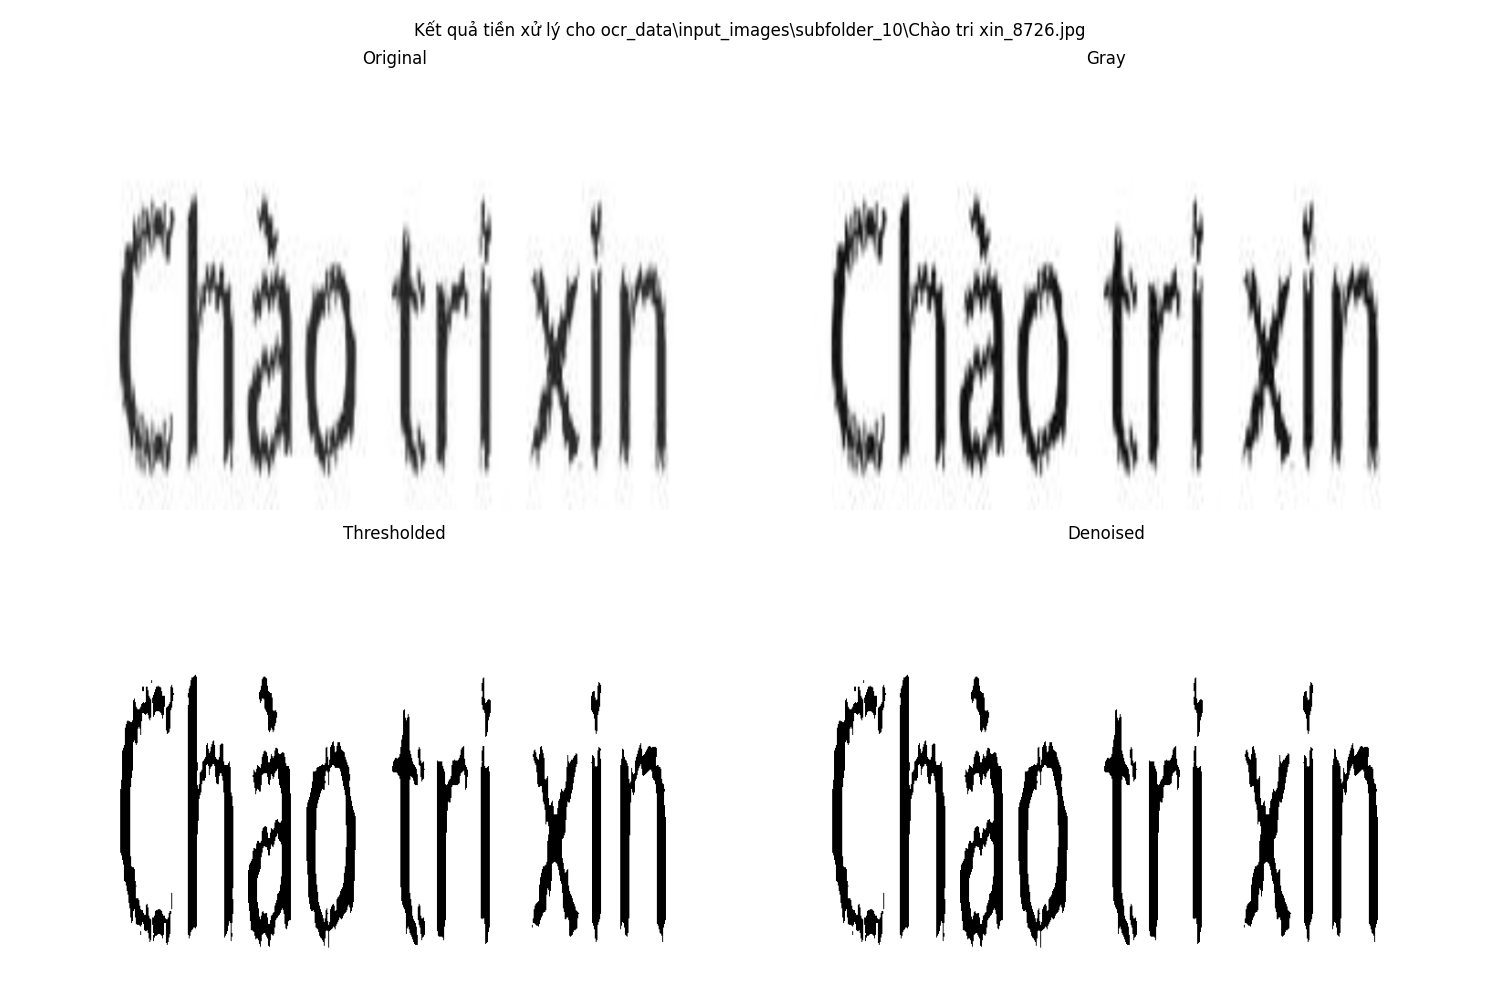 Kết quả tiền xử lý cho ocr_data\input_images\subfolder_10\Chào tri xin_8726.jpg
Original
Gray
Chào tri xin
Chào tri xin
Thresholded
Denoised
Chào tri xin
Chào tri xin